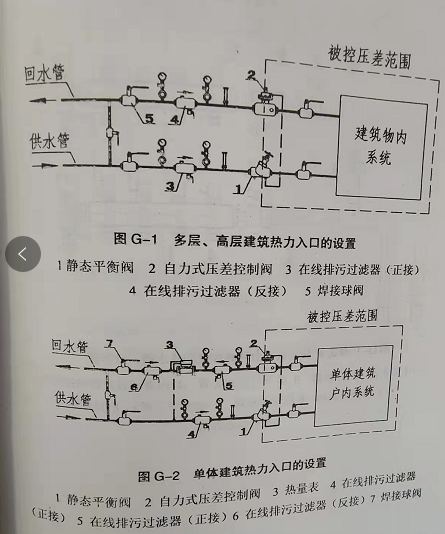 被控压差范围
回水管
2
5
4
建筑物内
系统
供水管
3
1
图 G-1 多层、高层建筑热力入口的设置
1 静态平衡阀 2 自力式压差控制阀 3 在线排污过滤器(正接)
4 在线排污过滤器(反接) 5 焊接球阀
被控压差范围
回水管
7
3
2
6
5
单体建筑
户内系统
供水管
4
1
图 G-2 单体建筑热力入口的设置
1 静态平衡阀 2 自力式压差控制阀 3 热量表 4 在线排污过滤器
(正接) 5 在线排污过滤器(正接)6 在线排污过滤器(反接)7 焊接球阀